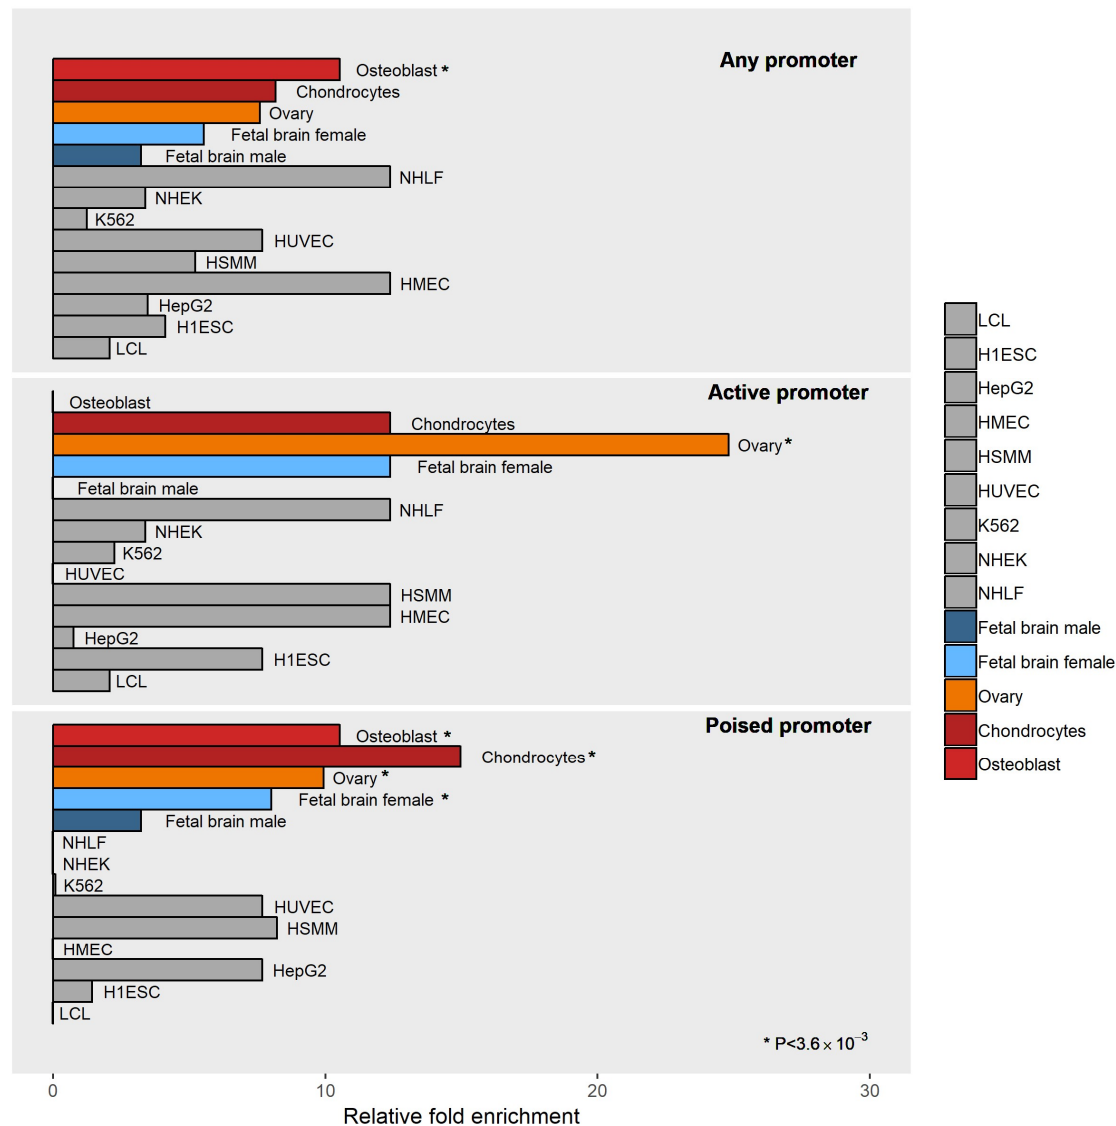 Any promoter
Osteoblast *
Chondrocytes
Ovary
Fetal brain female
Fetal brain male
NHLF
NHEK
K562
HUVEC
HSMM
HMEC
HepG2
H1ESC
LCL
Active promoter
Osteoblast
Chondrocytes
Ovary *
Fetal brain female
Fetal brain male
NHLF
NHEK
K562
HUVEC
HSMM
HMEC
HepG2
H1ESC
LCL
Poised promoter
Osteoblast *
Chondrocytes *
Ovary *
Fetal brain female *
Fetal brain male
NHLF
NHEK
K562
HUVEC
HSMM
HMEC
HepG2
H1ESC
LCL
* P<3.6 × 10⁻³
0 10 20 30
Relative fold enrichment
LCL
H1ESC
HepG2
HMEC
HSMM
HUVEC
K562
NHEK
NHLF
Fetal brain male
Fetal brain female
Ovary
Chondrocytes
Osteoblast